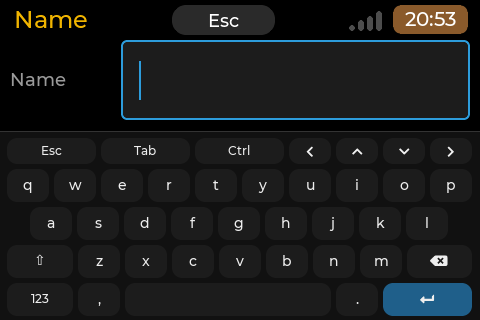 Name Esc 20:53
Name
Esc Tab Ctrl
q w e r t y u i o p
a s d f g h j k l
⇧ z x c v b n m
123 , .